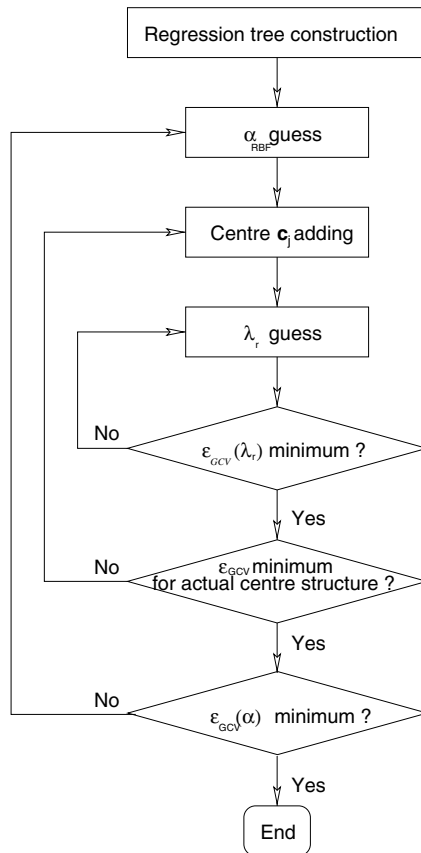 Regression tree construction
α_RBF guess
Centre c_j adding
λ_r guess
No
ε_GCV(λ_r) minimum ?
Yes
No
ε_GCV minimum
for actual centre structure ?
Yes
No
ε_GCV(α) minimum ?
Yes
End